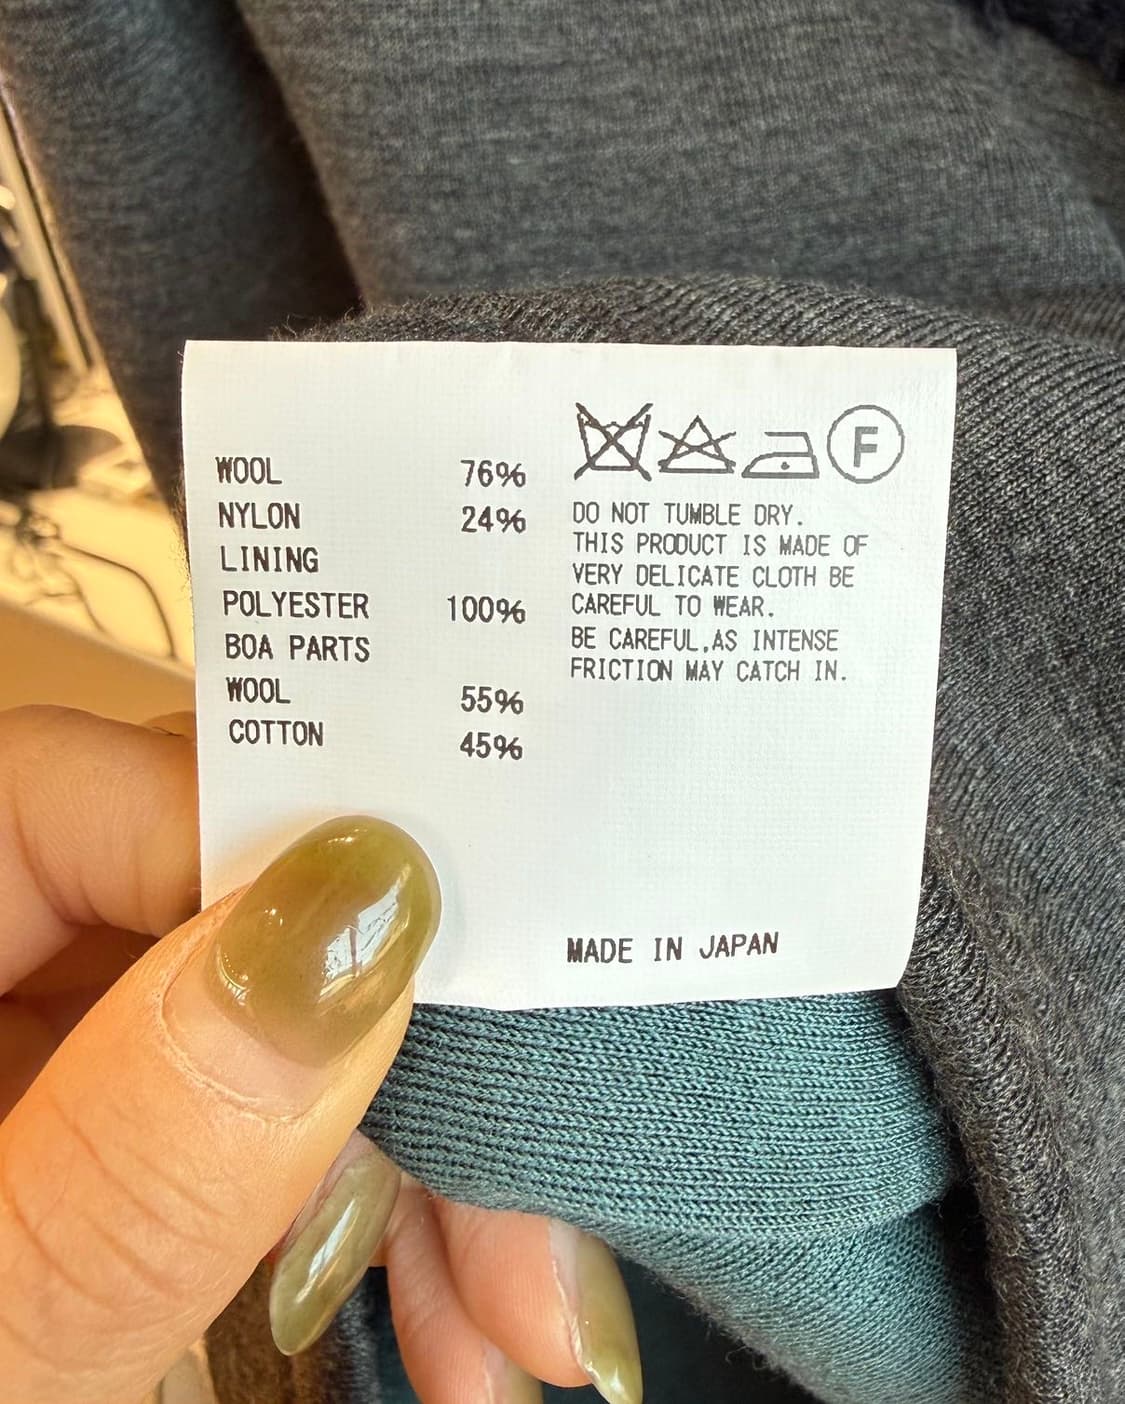 WOOL 76%
NYLON 24%
LINING
POLYESTER 100%
BOA PARTS
WOOL 55%
COTTON 45%
F
DO NOT TUMBLE DRY.
THIS PRODUCT IS MADE OF
VERY DELICATE CLOTH BE
CAREFUL TO WEAR.
BE CAREFUL,AS INTENSE
FRICTION MAY CATCH IN.
MADE IN JAPAN